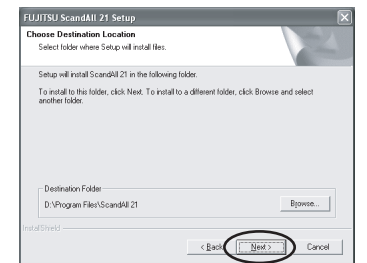 FUJITSU ScandAll 21 Setup
Choose Destination Location
Select folder where Setup will install files.
Setup will install ScandAll 21 in the following folder.
To install to this folder, click Next. To install to a different folder, click Browse and select
another folder.
Destination Folder
D:\Program Files\ScandAll 21
Browse...
InstallShield
< Back
Next >
Cancel